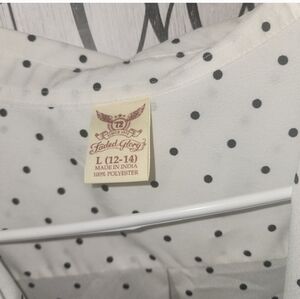 72
Faded Glory
L (12-14)
MADE IN INDIA
100% POLYESTER